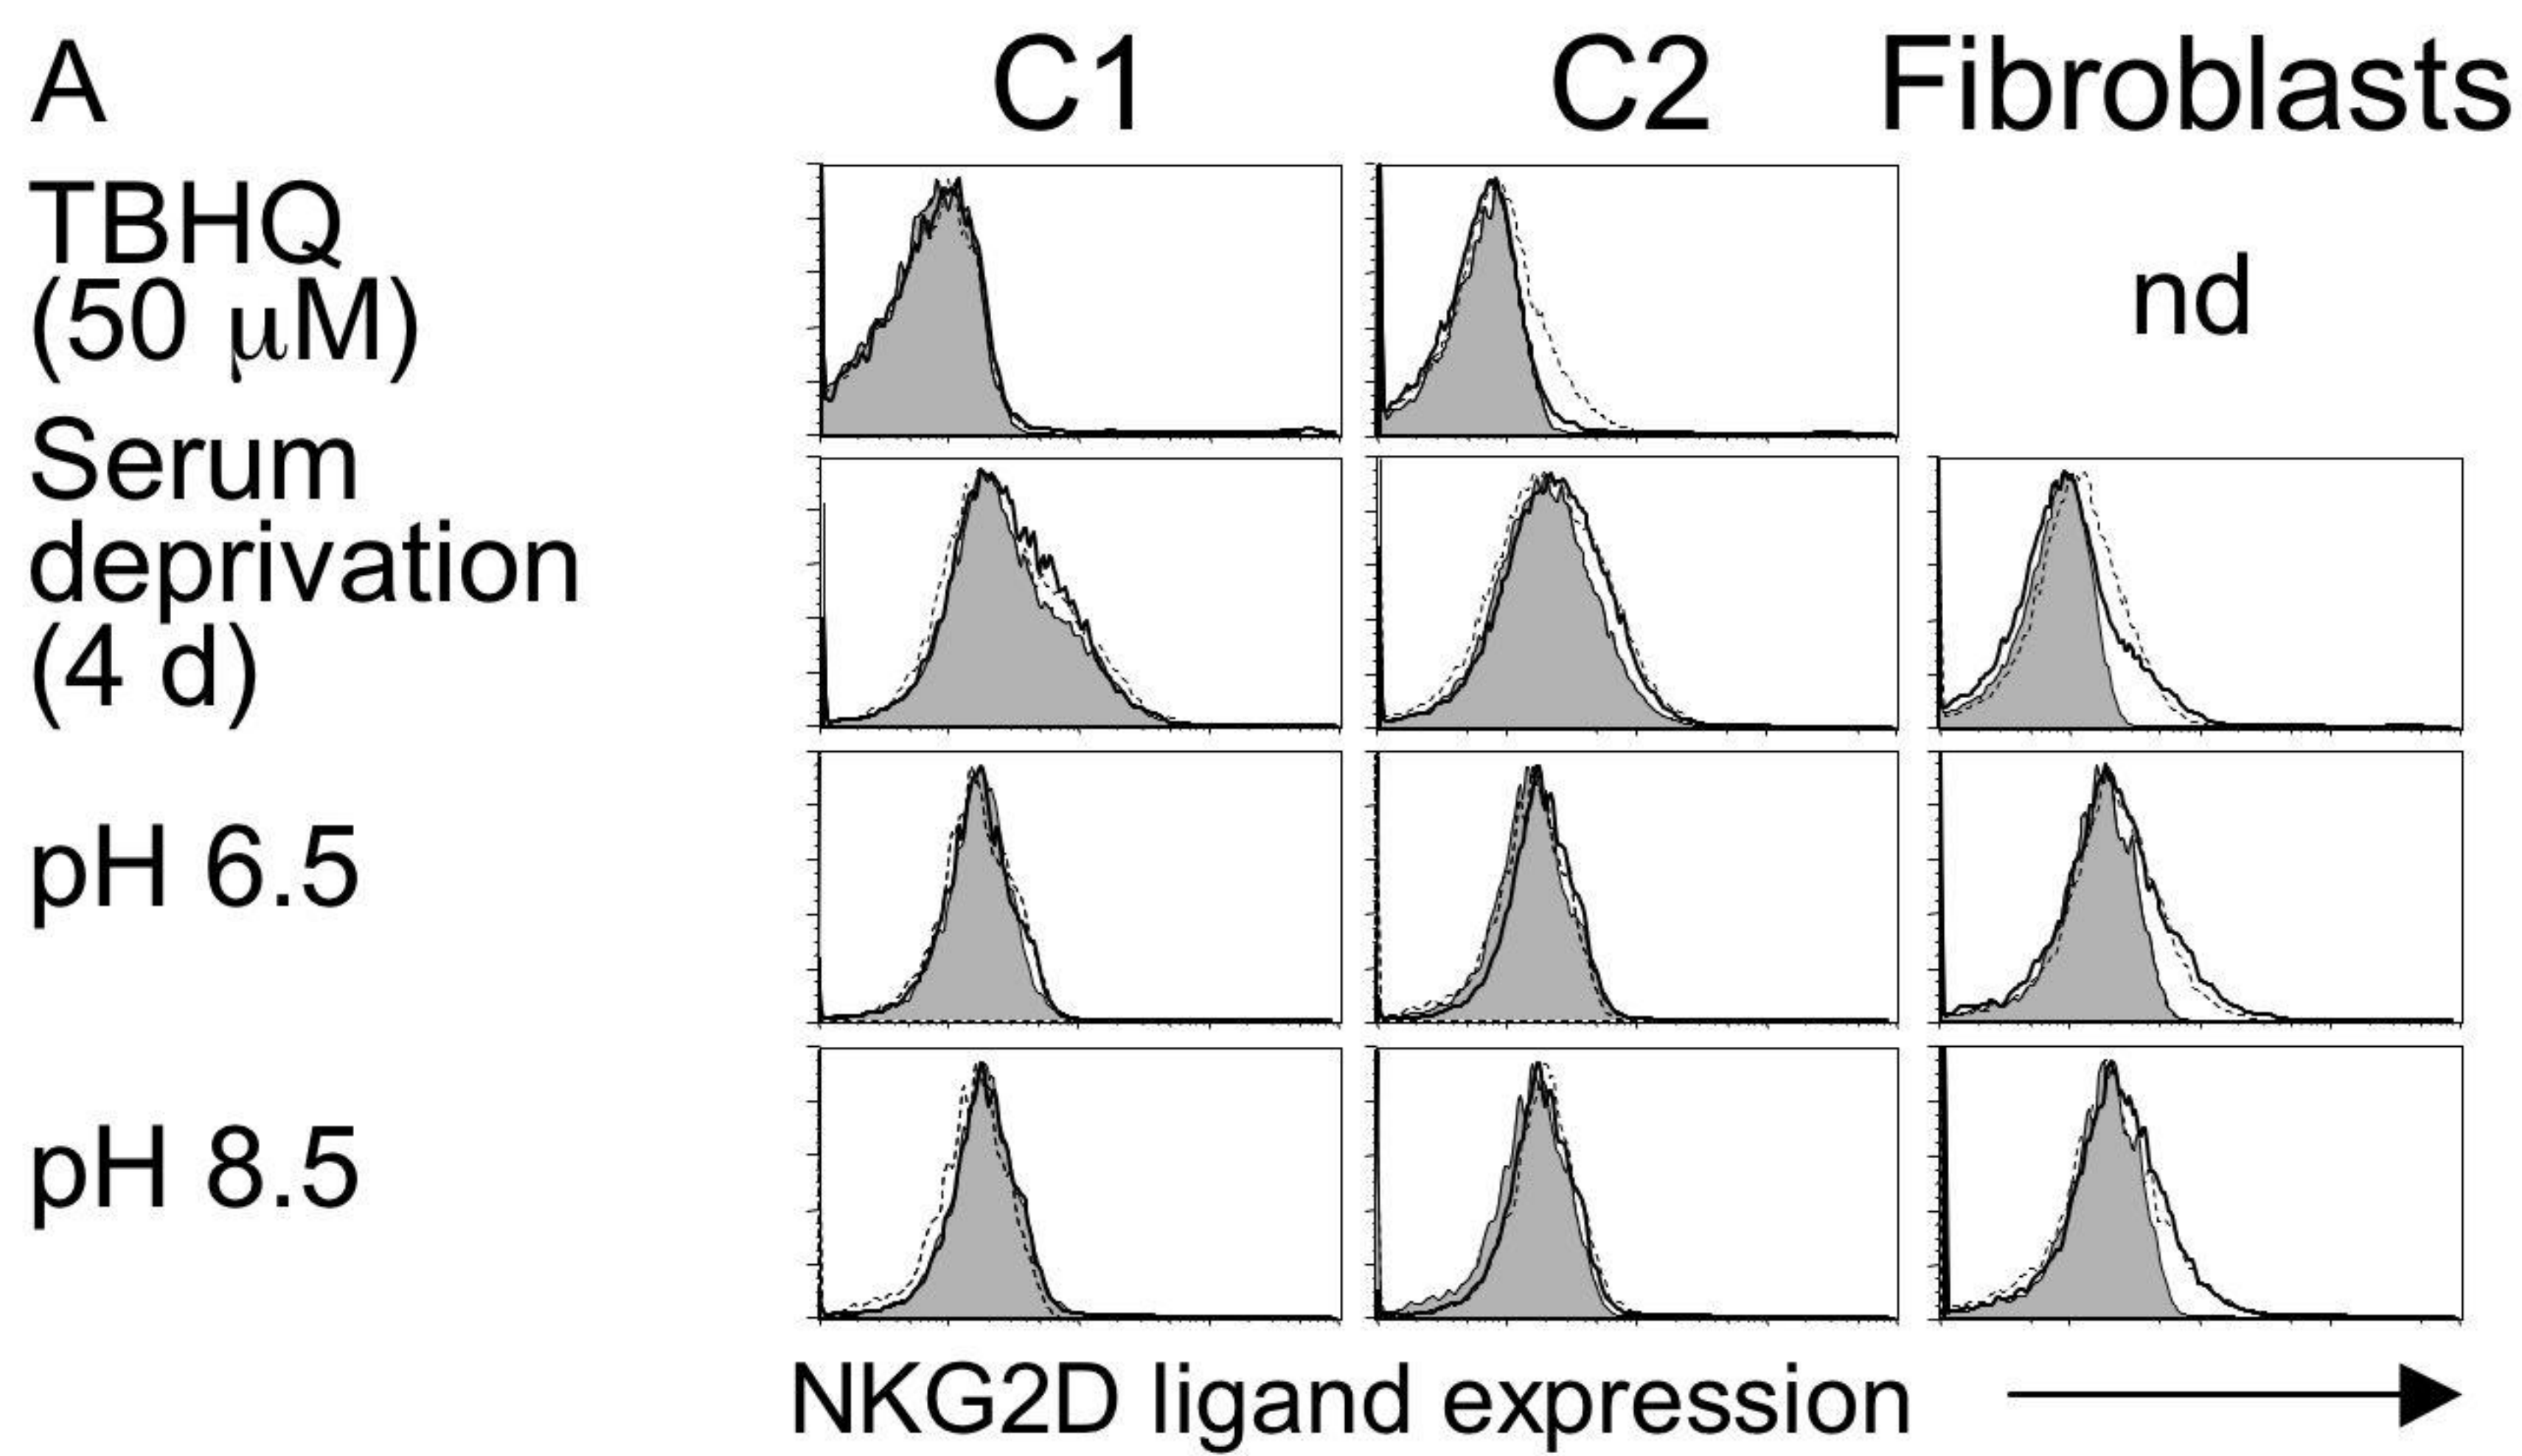 A
C1 C2 Fibroblasts
TBHQ
(50 μM)
nd
Serum
deprivation
(4 d)
pH 6.5
pH 8.5
NKG2D ligand expression